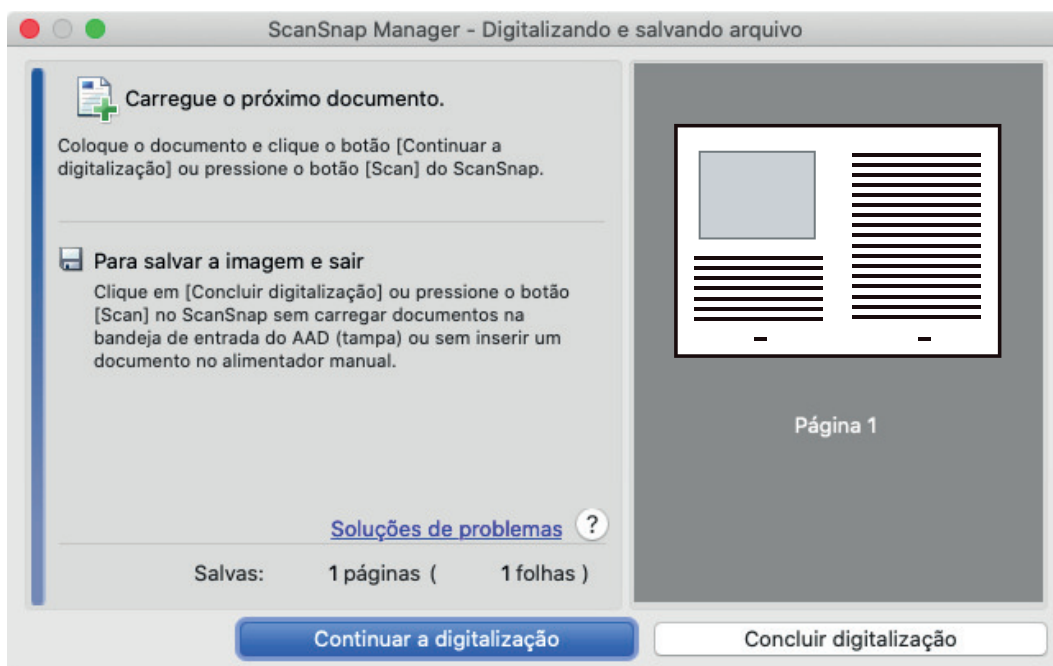 ScanSnap Manager - Digitalizando e salvando arquivo
Carregue o próximo documento.
Coloque o documento e clique o botão [Continuar a
digitalização] ou pressione o botão [Scan] do ScanSnap.
Para salvar a imagem e sair
Clique em [Concluir digitalização] ou pressione o botão
[Scan] no ScanSnap sem carregar documentos na
bandeja de entrada do AAD (tampa) ou sem inserir um
documento no alimentador manual.
Soluções de problemas ?
Salvas: 1 páginas ( 1 folhas )
Página 1
Continuar a digitalização
Concluir digitalização